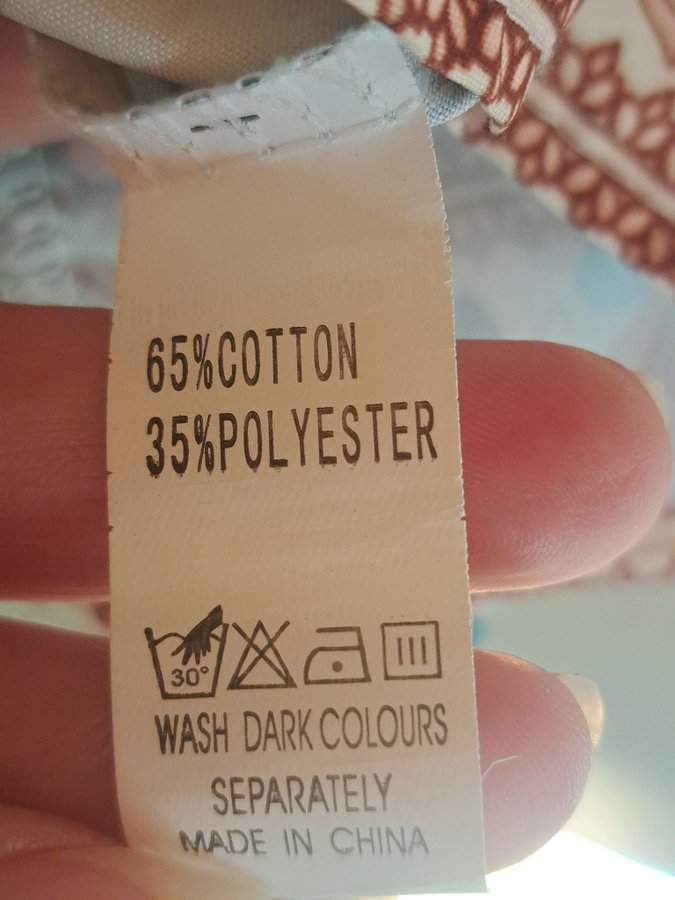 65%COTTON
35%POLYESTER
30°
WASH DARK COLOURS
SEPARATELY
MADE IN CHINA